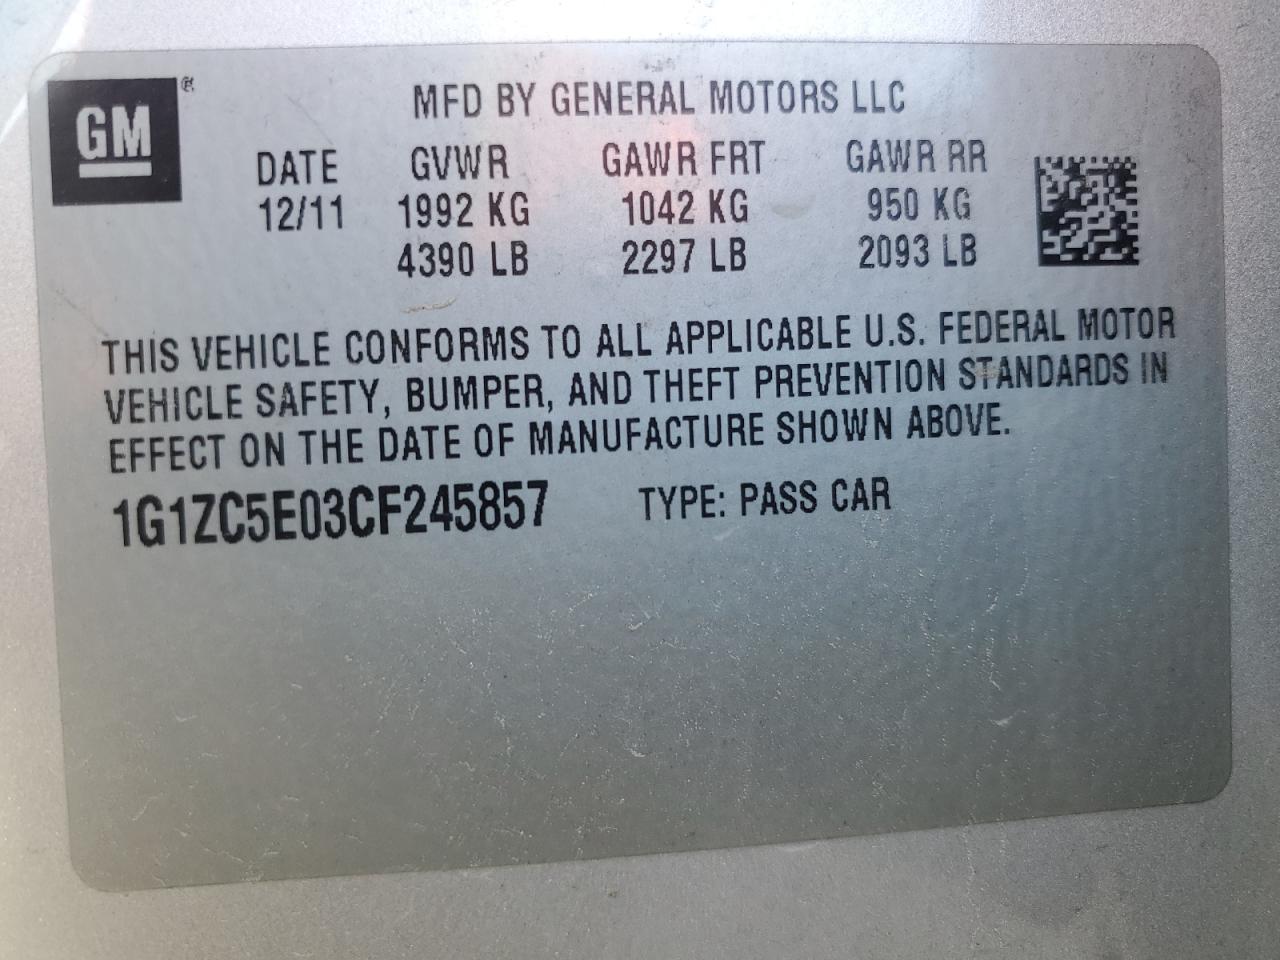 GM ®
MFD BY GENERAL MOTORS LLC
DATE GVWR GAWR FRT GAWR RR
12/11 1992 KG 1042 KG 950 KG
4390 LB 2297 LB 2093 LB
THIS VEHICLE CONFORMS TO ALL APPLICABLE U.S. FEDERAL MOTOR
VEHICLE SAFETY, BUMPER, AND THEFT PREVENTION STANDARDS IN
EFFECT ON THE DATE OF MANUFACTURE SHOWN ABOVE.
1G1ZC5E03CF245857 TYPE: PASS CAR